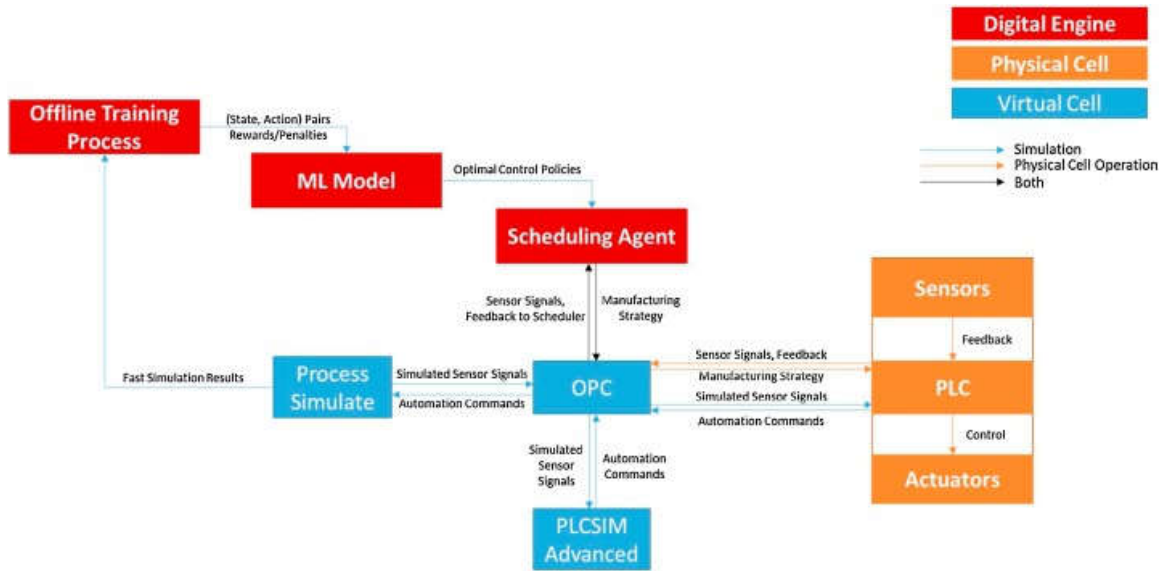 Digital Engine
Physical Cell
Virtual Cell
Simulation
Physical Cell Operation
Both
Offline Training
Process
(State, Action) Pairs
Rewards/Penalties
ML Model
Optimal Control Policies
Scheduling Agent
Sensor Signals,
Feedback to Scheduler
Manufacturing
Strategy
Sensors
Feedback
PLC
Control
Actuators
Sensor Signals, Feedback
Manufacturing Strategy
Simulated Sensor Signals
Automation Commands
Fast Simulation Results
Process
Simulate
Simulated Sensor Signals
Automation Commands
OPC
Simulated
Sensor
Signals
Automation
Commands
PLCSIM
Advanced